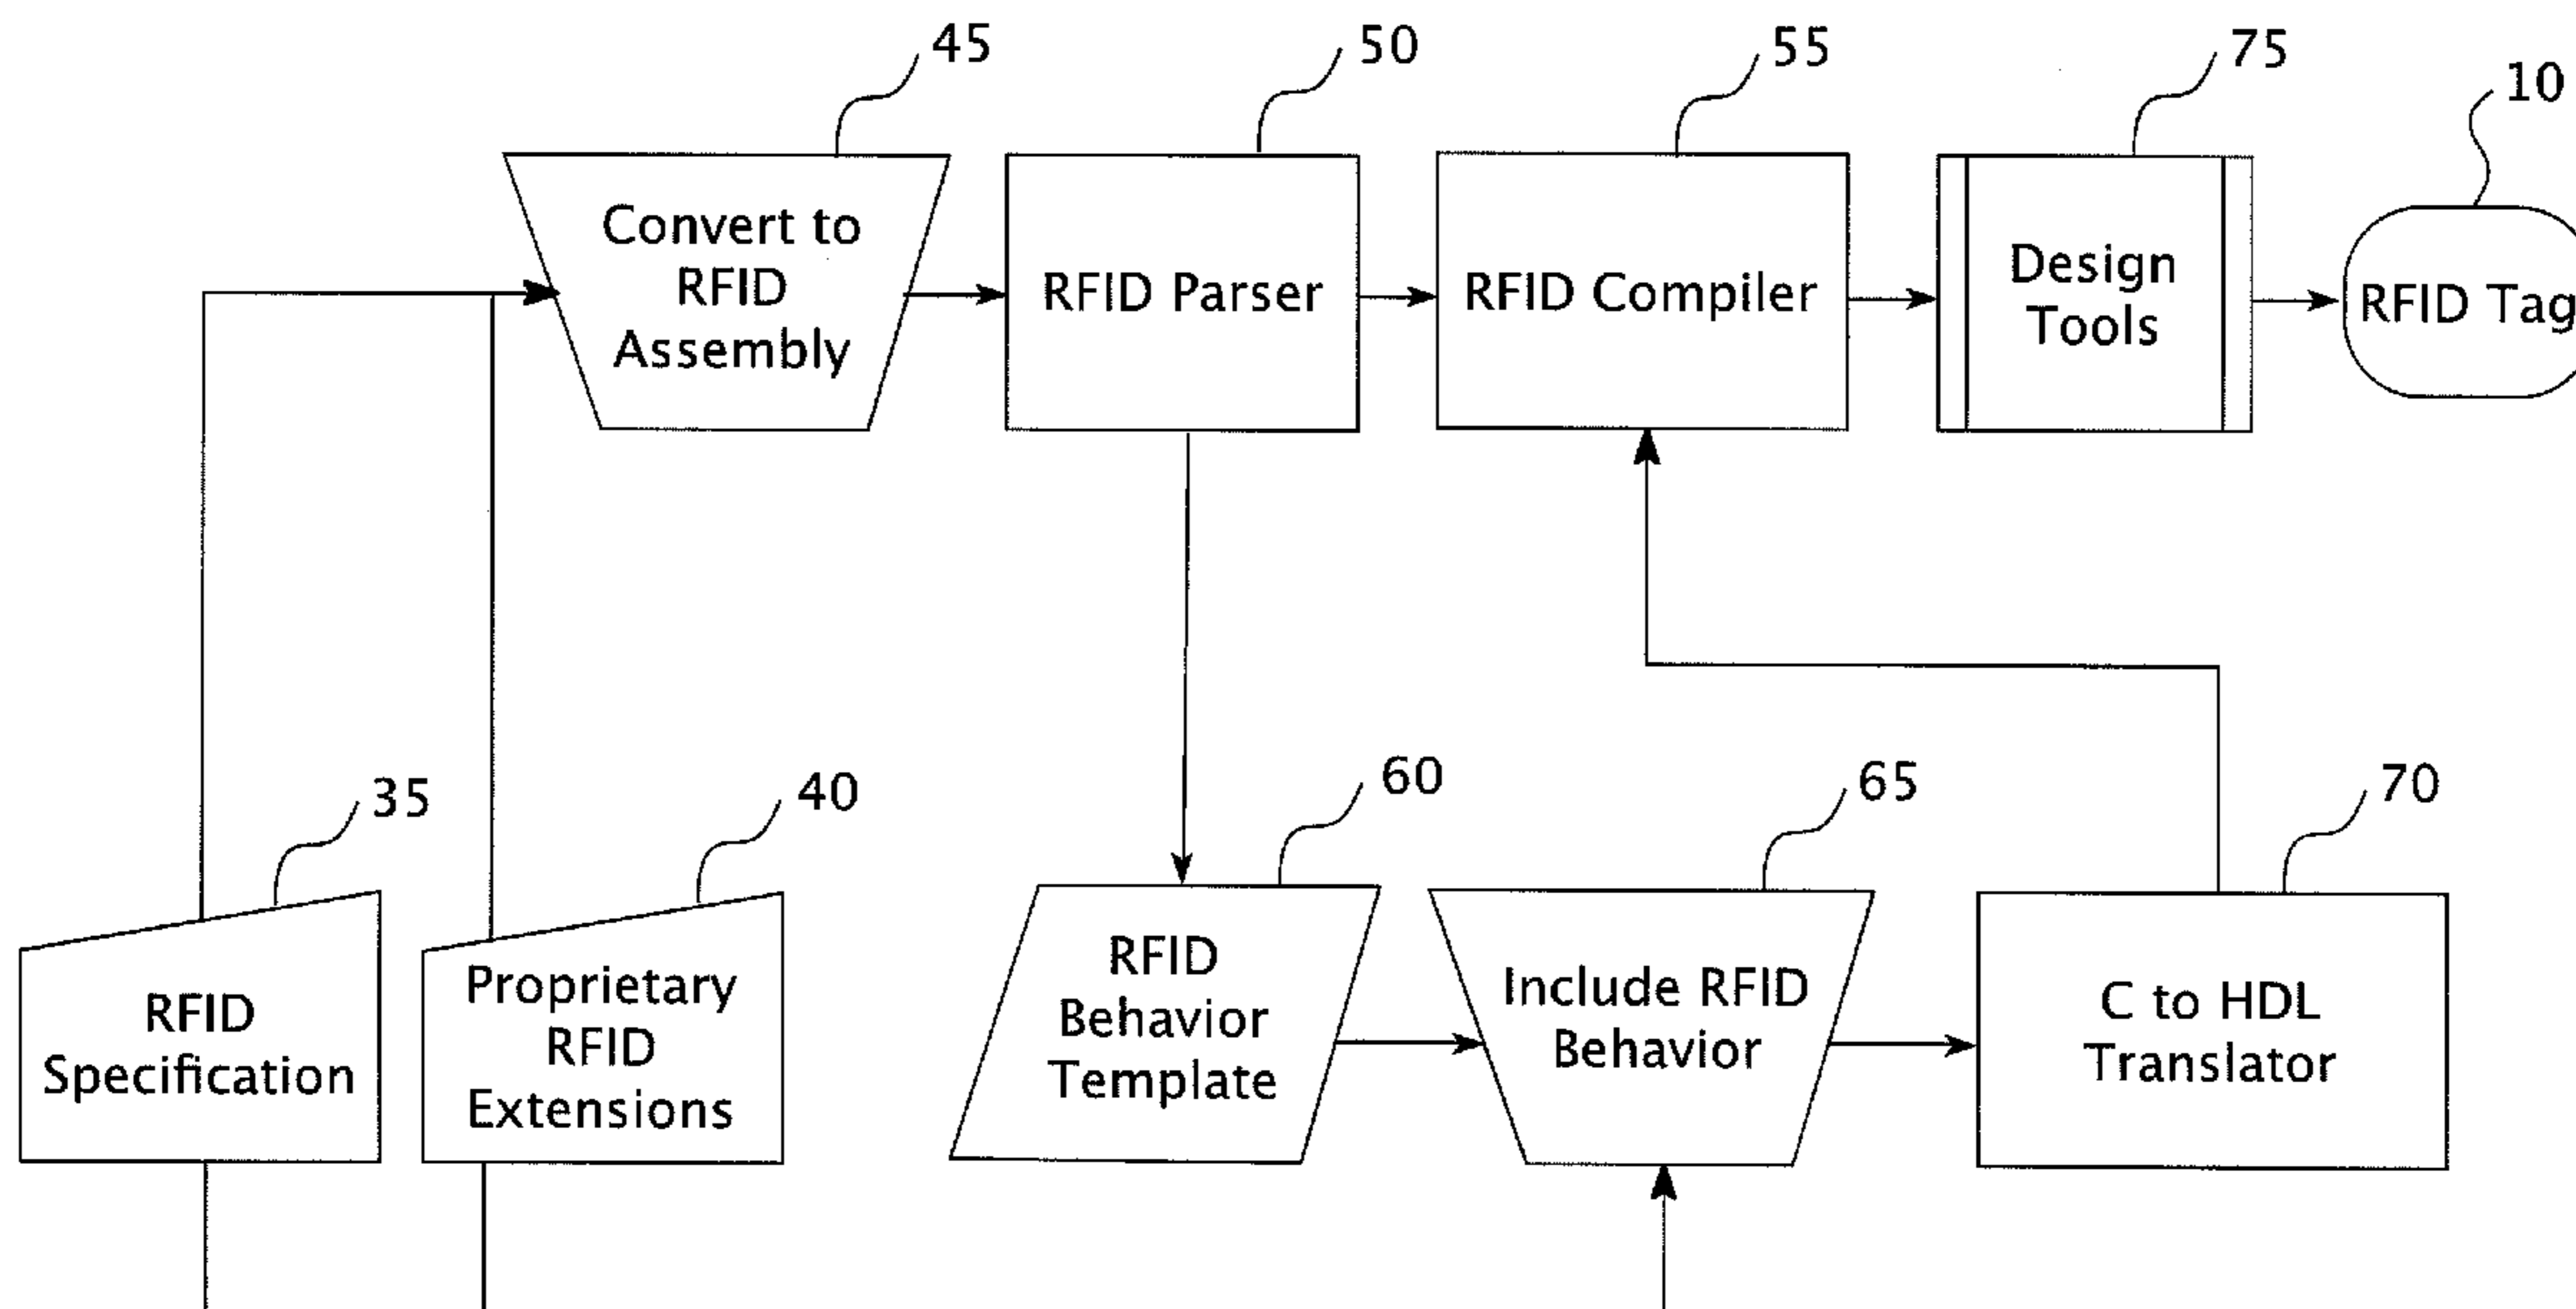 45
50
55
75
10
Convert to
RFID
Assembly
RFID Parser
RFID Compiler
Design
Tools
RFID Tag
35
40
60
65
70
RFID
Specification
Proprietary
RFID
Extensions
RFID
Behavior
Template
Include RFID
Behavior
C to HDL
Translator